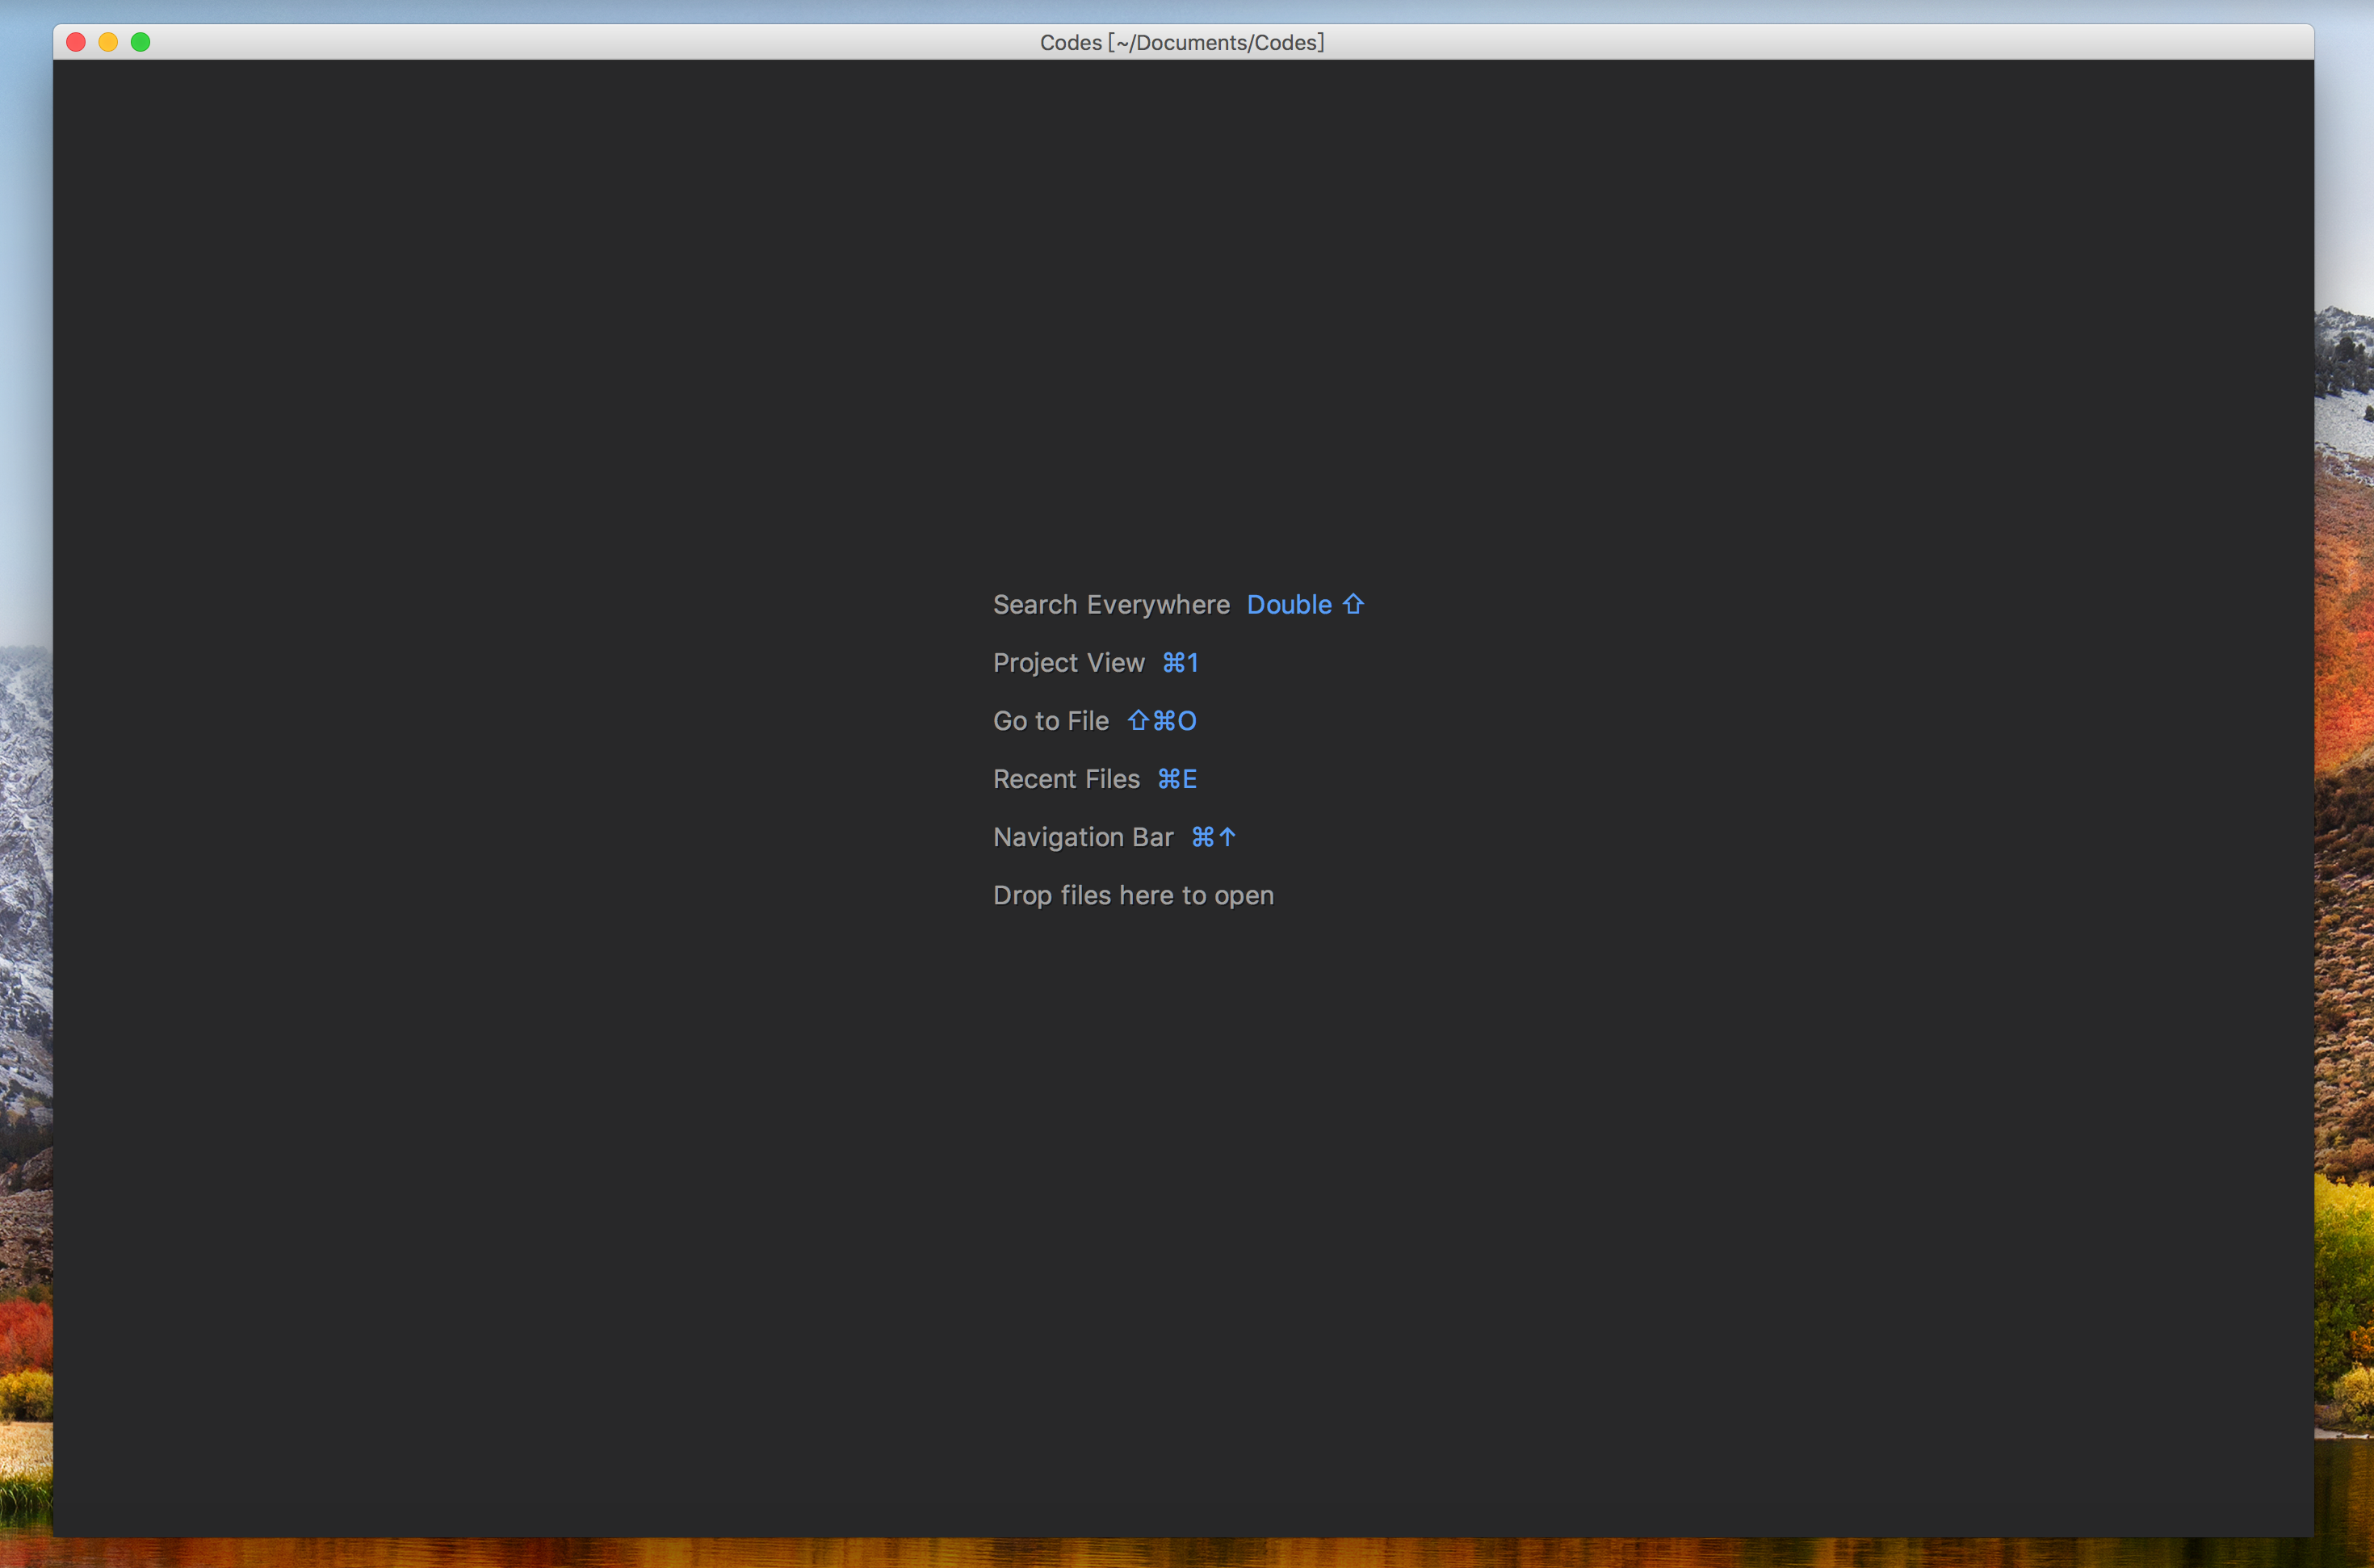 Codes [~/Documents/Codes]
Search Everywhere Double ⇧
Project View ⌘1
Go to File ⇧⌘O
Recent Files ⌘E
Navigation Bar ⌘↑
Drop files here to open